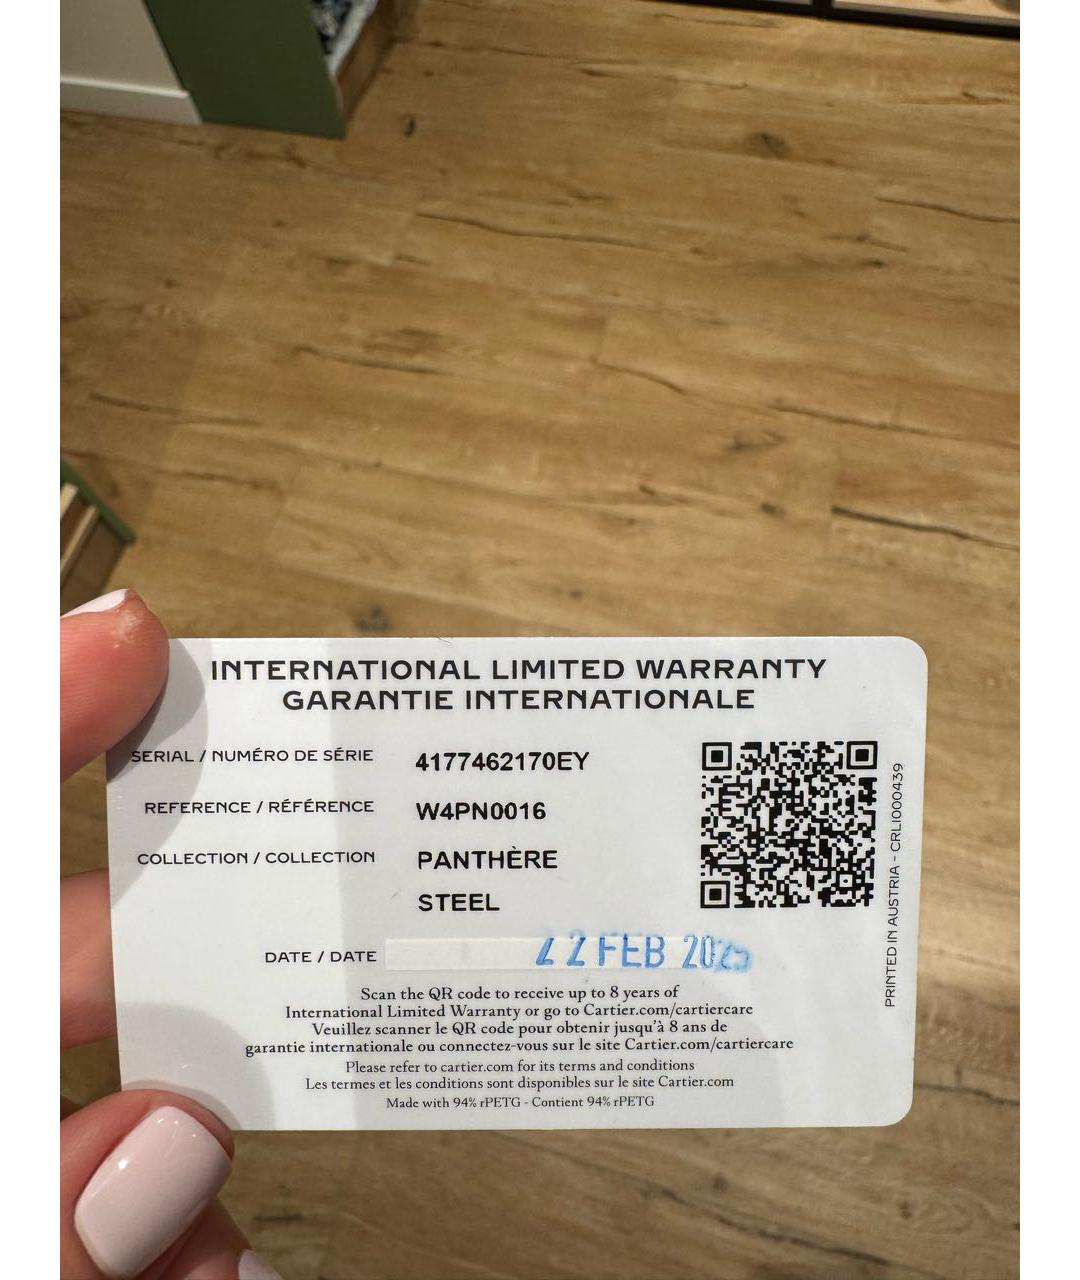 INTERNATIONAL LIMITED WARRANTY
GARANTIE INTERNATIONALE
SERIAL / NUMÉRO DE SÉRIE 4177462170EY
REFERENCE / RÉFÉRENCE W4PN0016
COLLECTION / COLLECTION PANTHÈRE
STEEL
DATE / DATE 22 FEB 2025
Scan the QR code to receive up to 8 years of
International Limited Warranty or go to Cartier.com/cartiercare
Veuillez scanner le QR code pour obtenir jusqu'à 8 ans de
garantie internationale ou connectez-vous sur le site Cartier.com/cartiercare
Please refer to cartier.com for its terms and conditions
Les termes et les conditions sont disponibles sur le site Cartier.com
Made with 94% rPETG - Contient 94% rPETG
PRINTED IN AUSTRIA - CRLI000439